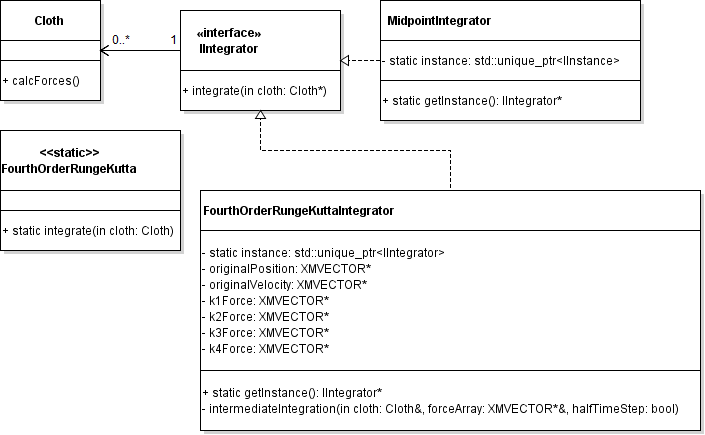 Cloth
+ calcForces()
0..*
1
«interface»
IIntegrator
+ integrate(in cloth: Cloth*)
MidpointIntegrator
- static instance: std::unique_ptr<IInstance>
+ static getInstance(): IIntegrator*
<<static>>
FourthOrderRungeKutta
+ static integrate(in cloth: Cloth)
FourthOrderRungeKuttaIntegrator
- static instance: std::unique_ptr<IIntegrator>
- originalPosition: XMVECTOR*
- originalVelocity: XMVECTOR*
- k1Force: XMVECTOR*
- k2Force: XMVECTOR*
- k3Force: XMVECTOR*
- k4Force: XMVECTOR*
+ static getInstance(): IIntegrator*
- intermediateIntegration(in cloth: Cloth&, forceArray: XMVECTOR*&, halfTimeStep: bool)